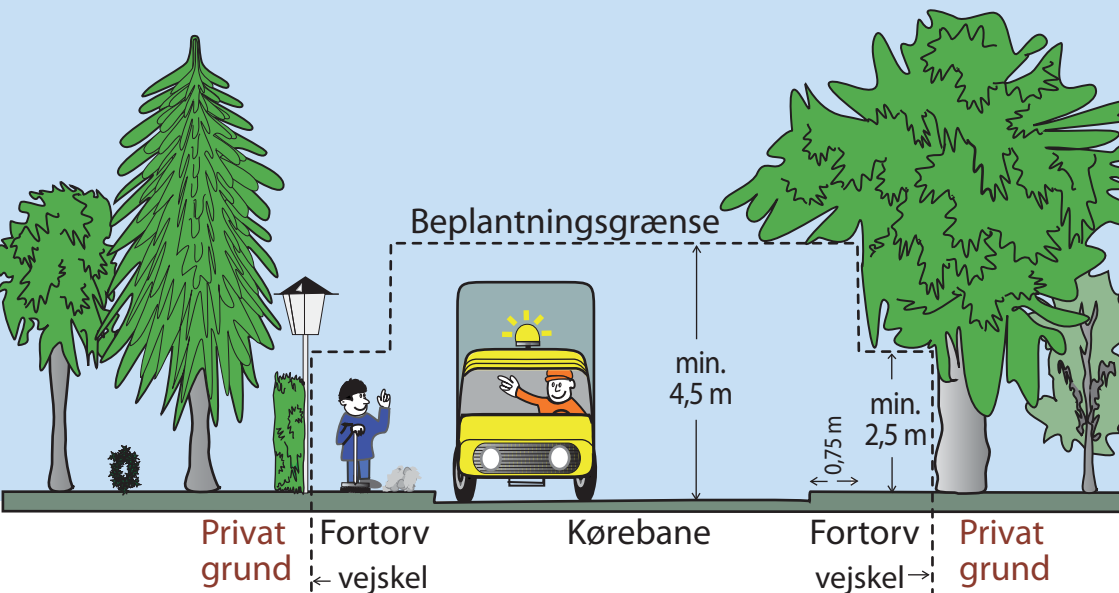 Beplantningsgrænse
min.
4,5 m
min.
2,5 m
0,75 m
Privat
grund
Fortorv
Kørebane
Fortorv
Privat
grund
← vejskel
vejskel →